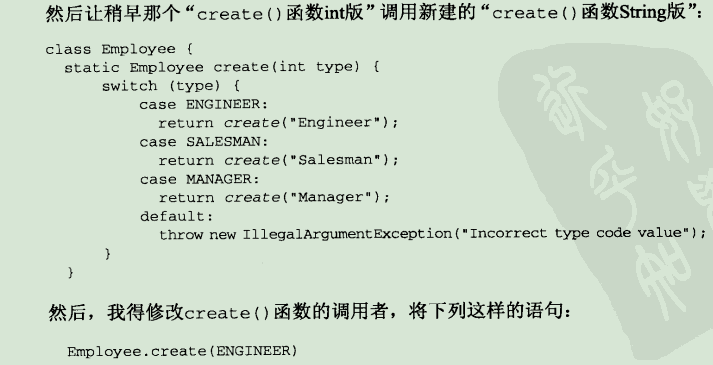 然后让稍早那个“create()函数int版”调用新建的“create()函数String版”:
class Employee {
static Employee create(int type) {
switch (type) {
case ENGINEER:
return create("Engineer");
case SALESMAN:
return create("Salesman");
case MANAGER:
return create("Manager");
default:
throw new IllegalArgumentException("Incorrect type code value");
}
}
然后，我得修改create()函数的调用者，将下列这样的语句:
Employee.create(ENGINEER)